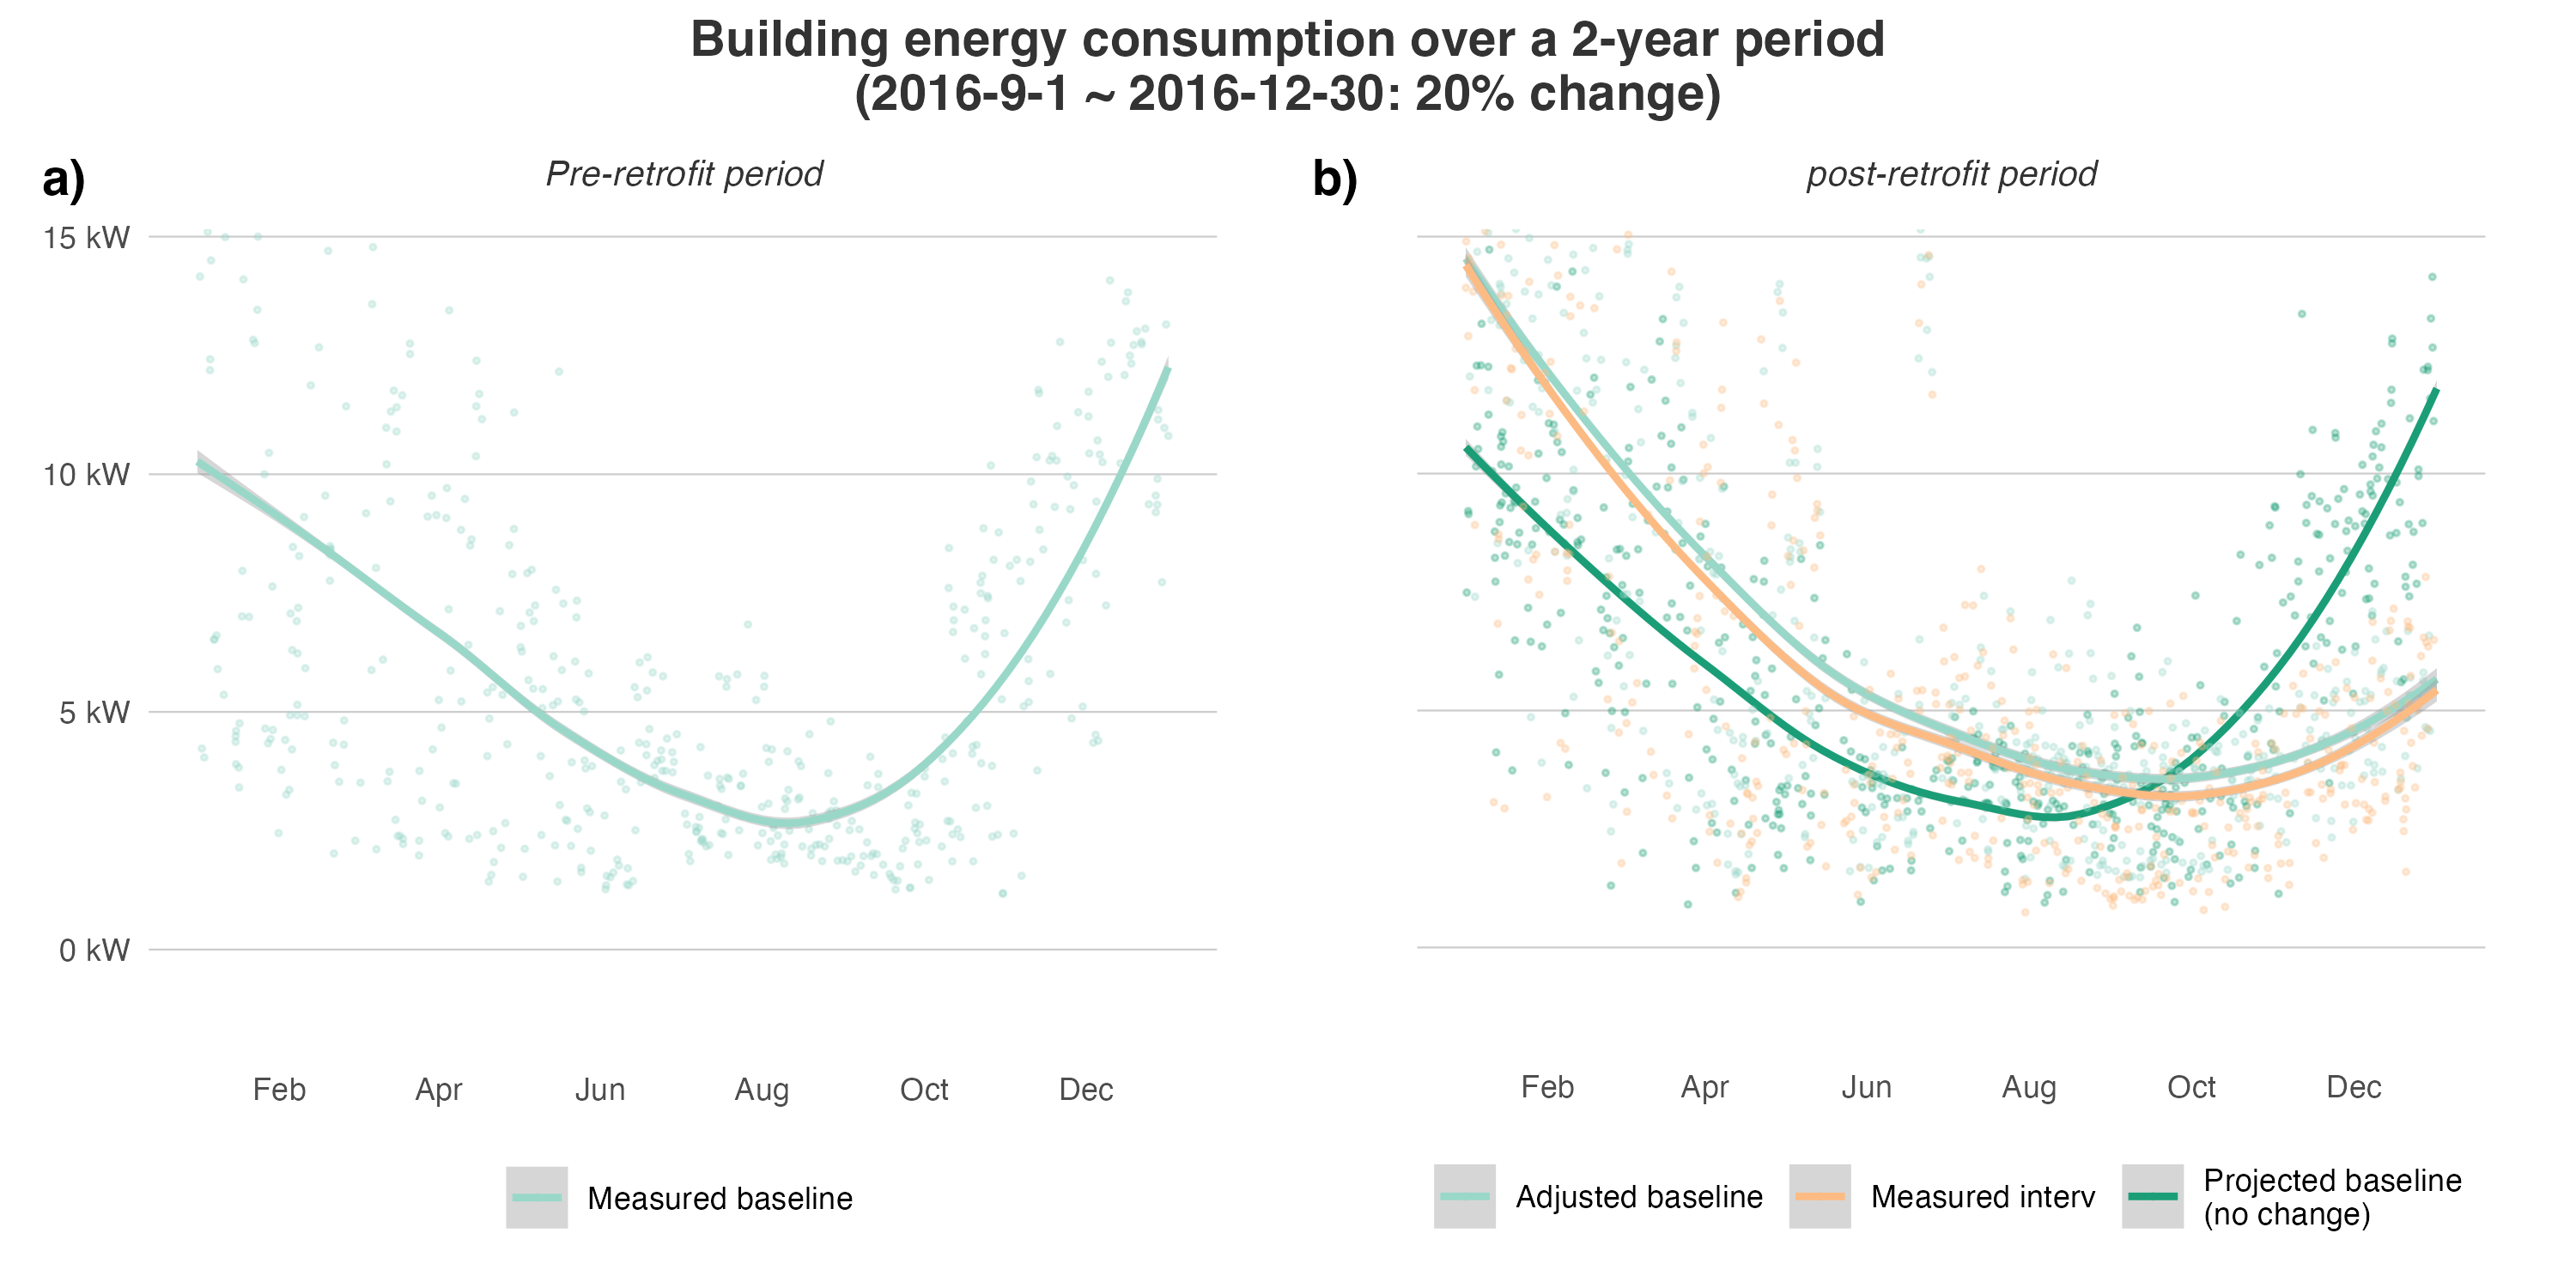 Building energy consumption over a 2-year period
(2016-9-1 ~ 2016-12-30: 20% change)
a)
Pre-retrofit period
15 kW
10 kW
5 kW
0 kW
Feb Apr Jun Aug Oct Dec
Measured baseline
b)
post-retrofit period
Feb Apr Jun Aug Oct Dec
Adjusted baseline
Measured interv
Projected baseline
(no change)